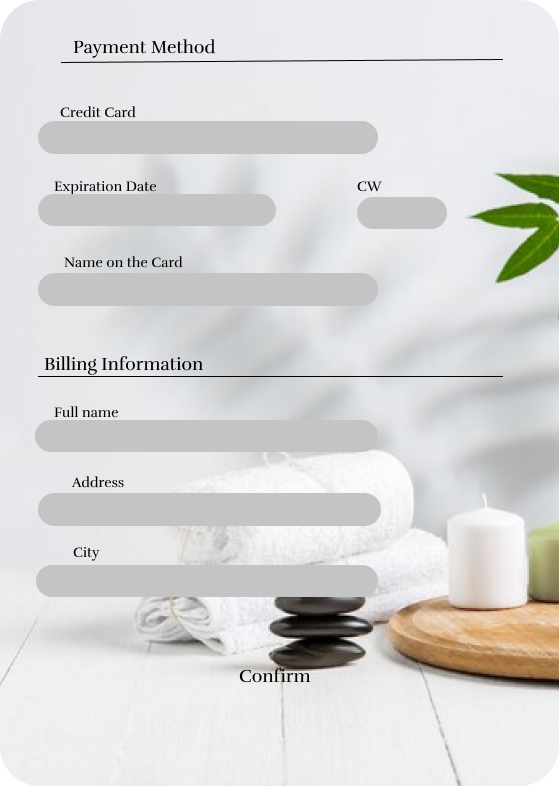 Payment Method
Credit Card
Expiration Date CW
Name on the Card
Billing Information
Full name
Address
City
Confirm